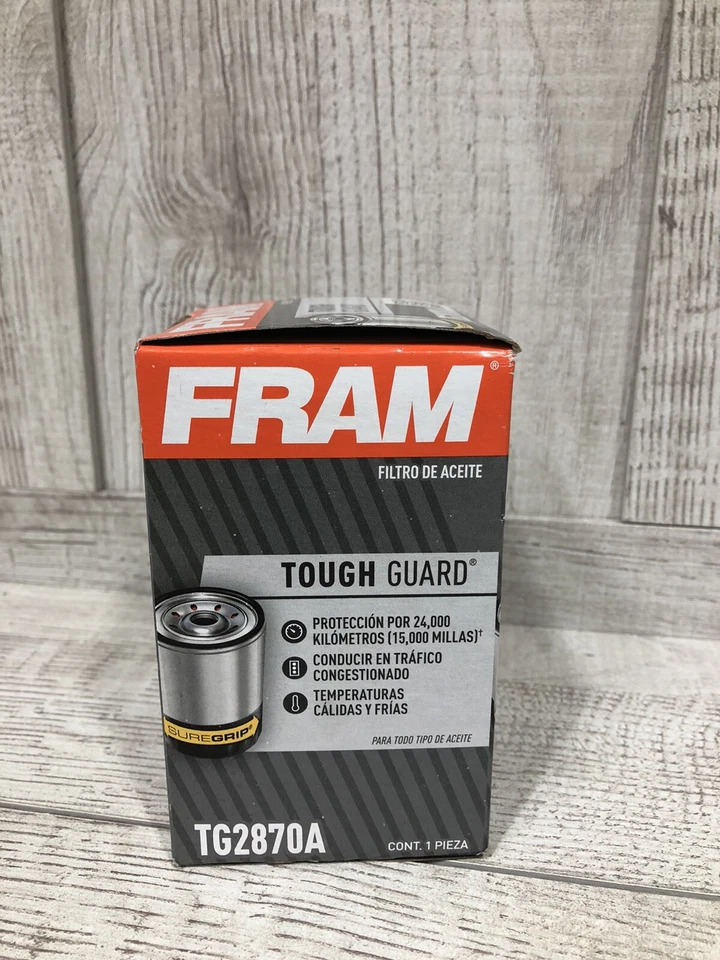 FRAM
FRAM®
FILTRO DE ACEITE
TOUGH GUARD®
PROTECCIÓN POR 24,000
KILÓMETROS (15,000 MILLAS)†
CONDUCIR EN TRÁFICO
CONGESTIONADO
TEMPERATURAS
CÁLIDAS Y FRÍAS
SUREGRIP®
PARA TODO TIPO DE ACEITE
TG2870A
CONT. 1 PIEZA